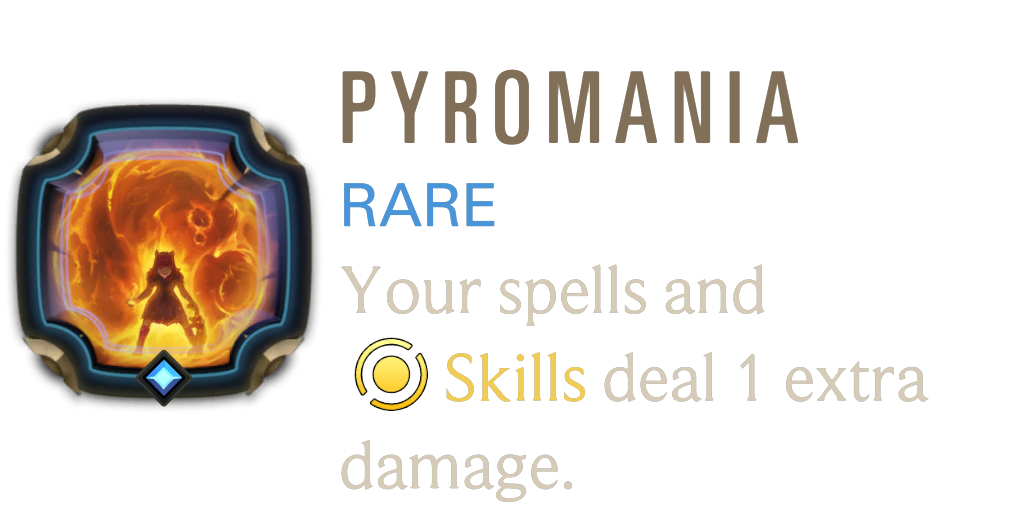 PYROMANIA
RARE
Your spells and
Skills deal 1 extra
damage.